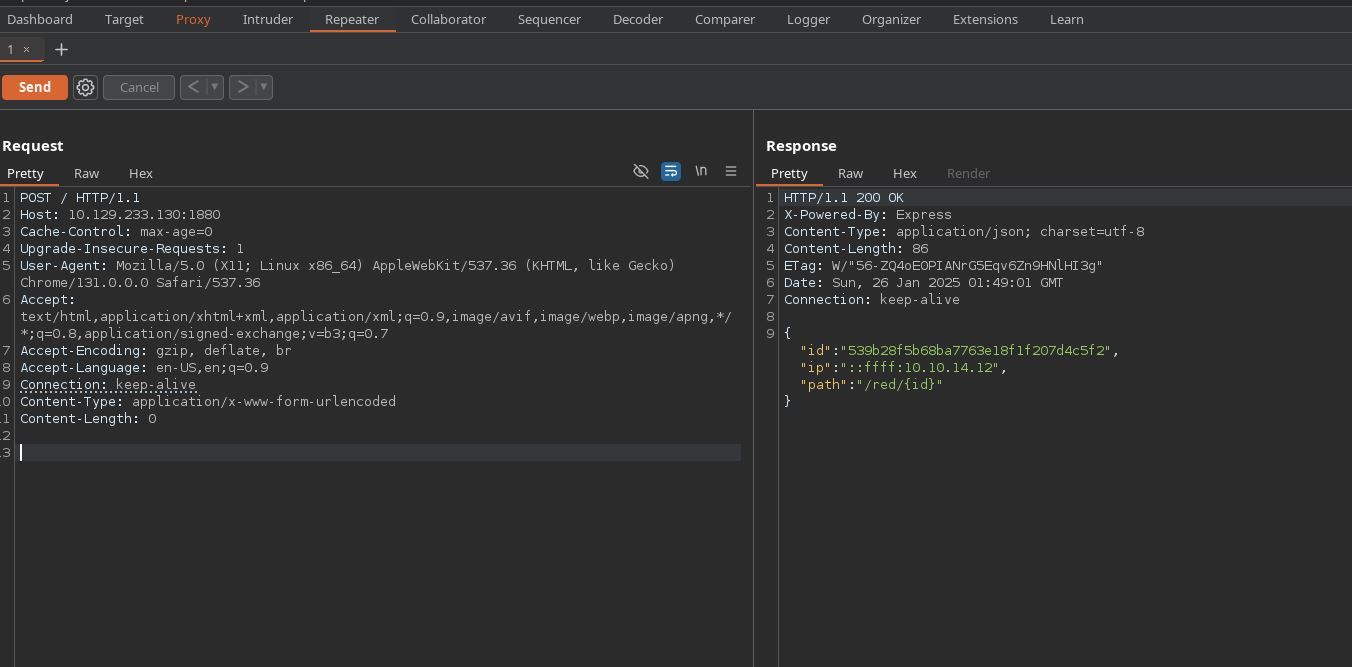 Dashboard Target Proxy Intruder Repeater Collaborator Sequencer Decoder Comparer Logger Organizer Extensions Learn
1 × +
Send Cancel < >
Request
Pretty Raw Hex \n
1 POST / HTTP/1.1
2 Host: 10.129.233.130:1880
3 Cache-Control: max-age=0
4 Upgrade-Insecure-Requests: 1
5 User-Agent: Mozilla/5.0 (X11; Linux x86_64) AppleWebKit/537.36 (KHTML, like Gecko)
Chrome/131.0.0.0 Safari/537.36
6 Accept:
text/html,application/xhtml+xml,application/xml;q=0.9,image/avif,image/webp,image/apng,*/
*;q=0.8,application/signed-exchange;v=b3;q=0.7
7 Accept-Encoding: gzip, deflate, br
8 Accept-Language: en-US,en;q=0.9
9 Connection: keep-alive
10 Content-Type: application/x-www-form-urlencoded
11 Content-Length: 0
12
13
Response
Pretty Raw Hex Render
1 HTTP/1.1 200 OK
2 X-Powered-By: Express
3 Content-Type: application/json; charset=utf-8
4 Content-Length: 86
5 ETag: W/"56-ZQ4oEOPIANrG5Eqv6Zn9HNlHI3g"
6 Date: Sun, 26 Jan 2025 01:49:01 GMT
7 Connection: keep-alive
8
9 {
"id":"539b28f5b68ba7763e18f1f207d4c5f2",
"ip":"::ffff:10.10.14.12",
"path":"/red/{id}"
}